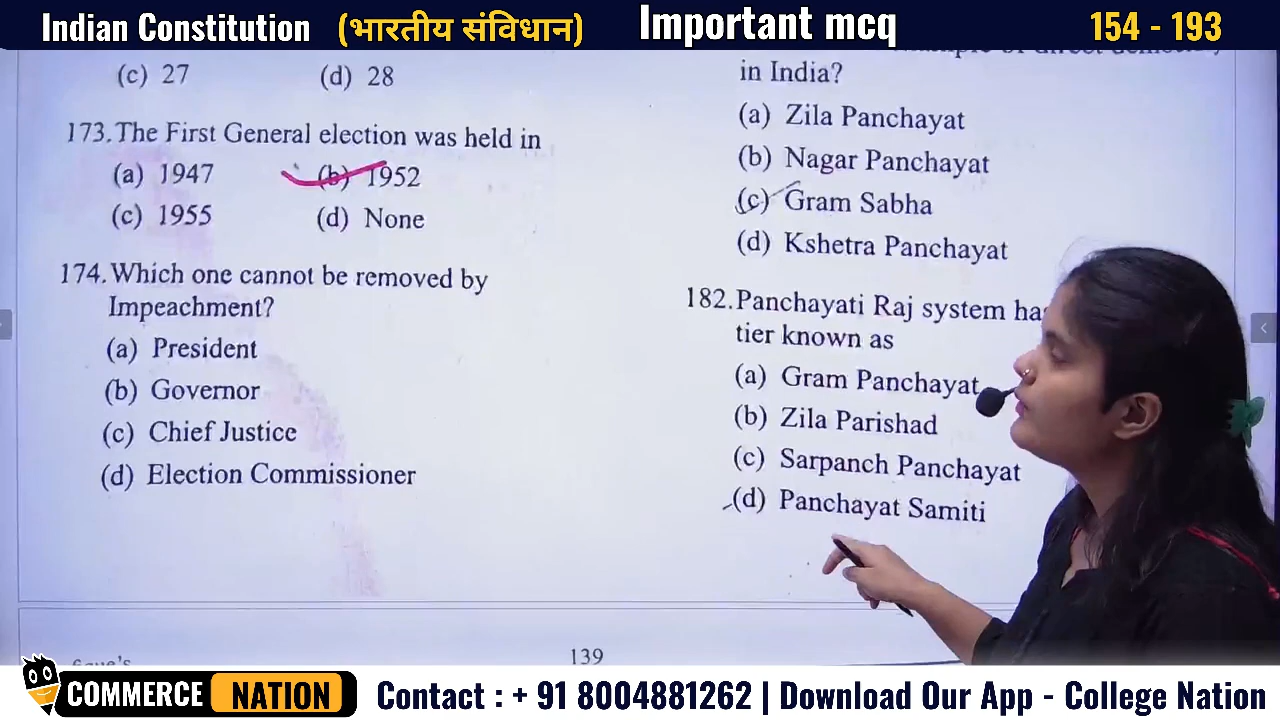 Indian Constitution (भारतीय संविधान) Important mcq 154 - 193
(c) 27 (d) 28
173. The First General election was held in
(a) 1947 (b) 1952
(c) 1955 (d) None
174. Which one cannot be removed by
Impeachment?
(a) President
(b) Governor
(c) Chief Justice
(d) Election Commissioner
in India?
(a) Zila Panchayat
(b) Nagar Panchayat
(c) Gram Sabha
(d) Kshetra Panchayat
182. Panchayati Raj system
tier known as
(a) Gram Panchayat
(b) Zila Parishad
(c) Sarpanch Panchayat
(d) Panchayat Samiti
139
COMMERCE NATION Contact : + 91 8004881262 | Download Our App - College Nation